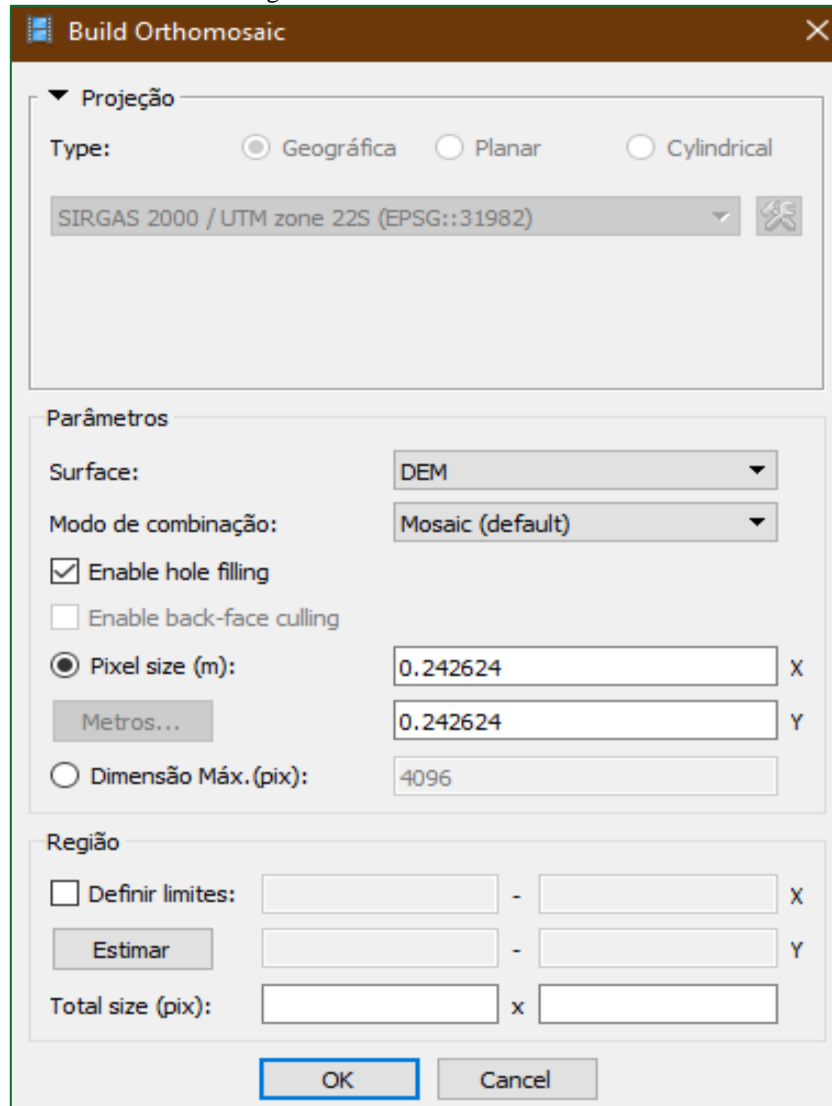 Build Orthomosaic
Projeção
Type: Geográfica Planar Cylindrical
SIRGAS 2000 / UTM zone 22S (EPSG::31982)
Parâmetros
Surface: DEM
Modo de combinação: Mosaic (default)
Enable hole filling
Enable back-face culling
Pixel size (m): 0.242624 X
Metros... 0.242624 Y
Dimensão Máx.(pix): 4096
Região
Definir limites: - X
Estimar - Y
Total size (pix): x
OK Cancel